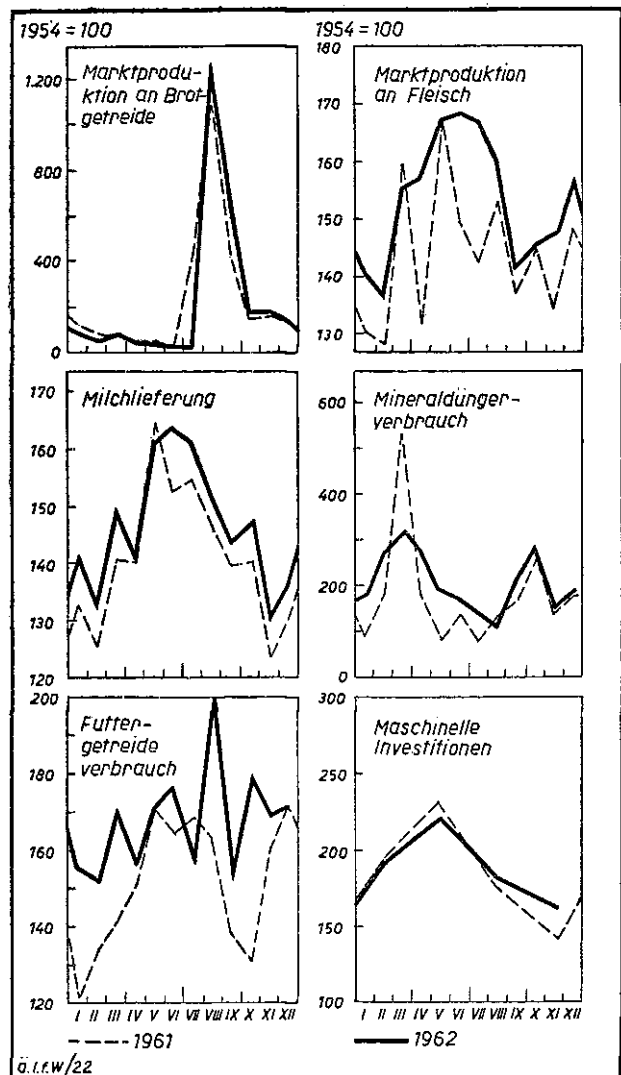 1954=100
1954=100
Marktprodu-
ktion an Brot-
getreide
1.200
800
400
0
Marktproduktion
an Fleisch
180
170
160
150
140
130
Milchlieferung
170
160
150
140
130
120
Mineraldünger-
verbrauch
600
400
200
0
Futter-
getreide
verbrauch
200
180
160
140
120
Maschinelle
Investitionen
300
250
200
150
100
I II III IV V VI VII VIII IX X XI XII
I II III IV V VI VII VIII IX X XI XII
1961
1962
Ö.I.f.W/22